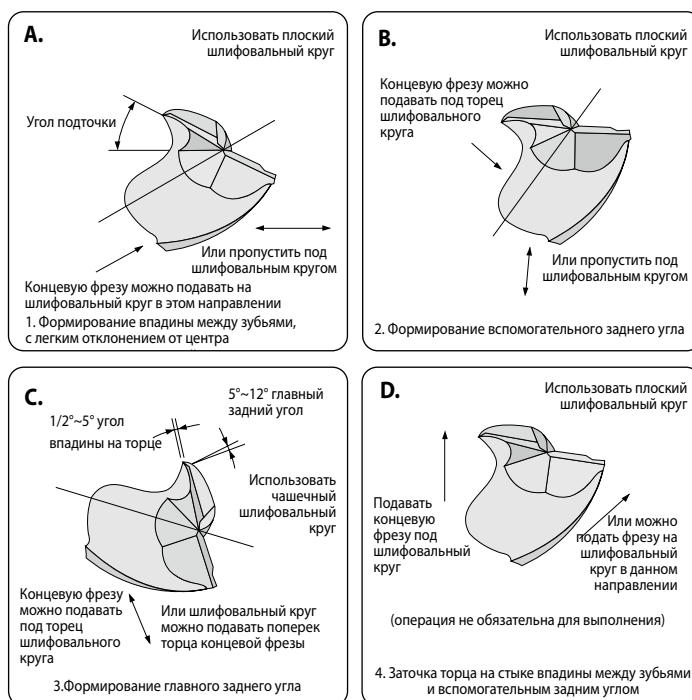 A.
Использовать плоский
шлифовальный круг
Угол подточки
Или пропустить под
шлифовальным кругом
Концевую фрезу можно подавать на
шлифовальный круг в этом направлении
1. Формирование впадины между зубьями,
с легким отклонением от центра
B.
Использовать плоский
шлифовальный круг
Концевую фрезу можно
подавать под торец
шлифовального
круга
Или пропустить под
шлифовальным кругом
2. Формирование вспомогательного заднего угла
C.
5°~12° главный
задний угол
1/2°~5° угол
впадины на торце
Использовать
чашечный
шлифовальный
круг
Концевую фрезу
можно подавать
под торец
шлифовального
круга
Или шлифовальный круг
можно подавать поперек
торца концевой фрезы
3.Формирование главного заднего угла
D.
Использовать плоский
шлифовальный круг
Подавать
концевую
фрезу под
шлифовальный
круг
Или можно
подать фрезу на
шлифовальный
круг в данном
направлении
(операция не обязательна для выполнения)
4. Заточка торца на стыке впадины между зубьями
и вспомогательным задним углом